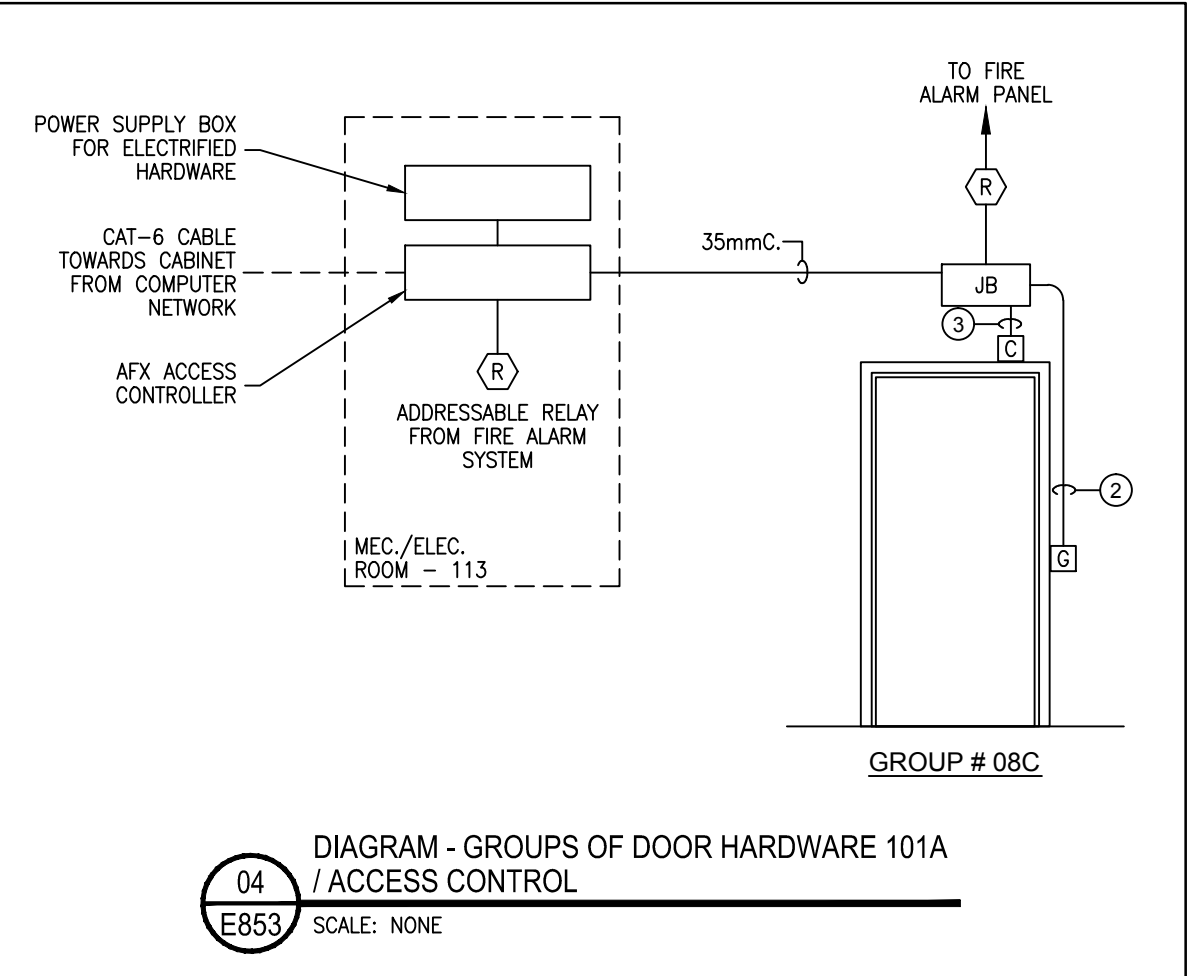 TO FIRE
ALARM PANEL
R
POWER SUPPLY BOX
FOR ELECTRIFIED
HARDWARE
CAT-6 CABLE
TOWARDS CABINET
FROM COMPUTER
NETWORK
AFX ACCESS
CONTROLLER
R
ADDRESSABLE RELAY
FROM FIRE ALARM
SYSTEM
MEC./ELEC.
ROOM - 113
35mmC.
JB
3
C
2
G
GROUP # 08C
04
E853
DIAGRAM - GROUPS OF DOOR HARDWARE 101A
/ ACCESS CONTROL
SCALE: NONE